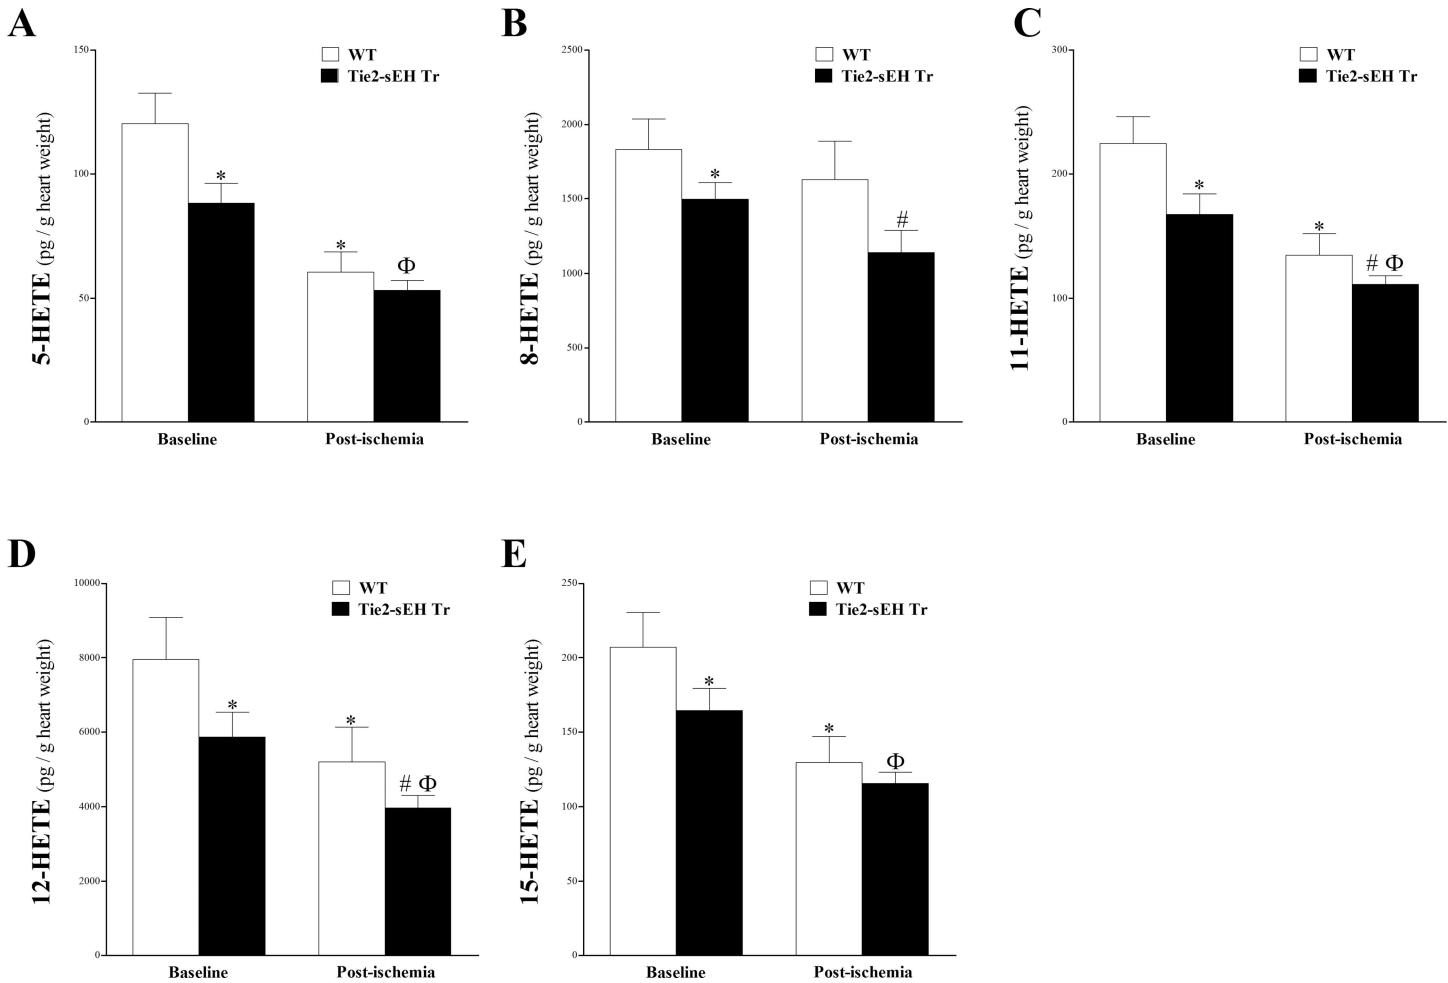 A
5-HETE (pg / g heart weight)
150
100
50
0
WT
Tie2-sEH Tr
*
*
Φ
Baseline
Post-ischemia
B
8-HETE (pg / g heart weight)
2500
2000
1500
1000
500
0
WT
Tie2-sEH Tr
*
#
Baseline
Post-ischemia
C
11-HETE (pg / g heart weight)
300
200
100
0
WT
Tie2-sEH Tr
*
*
# Φ
Baseline
Post-ischemia
D
12-HETE (pg / g heart weight)
10000
8000
6000
4000
2000
0
WT
Tie2-sEH Tr
*
*
# Φ
Baseline
Post-ischemia
E
15-HETE (pg / g heart weight)
250
200
150
100
50
0
WT
Tie2-sEH Tr
*
*
Φ
Baseline
Post-ischemia